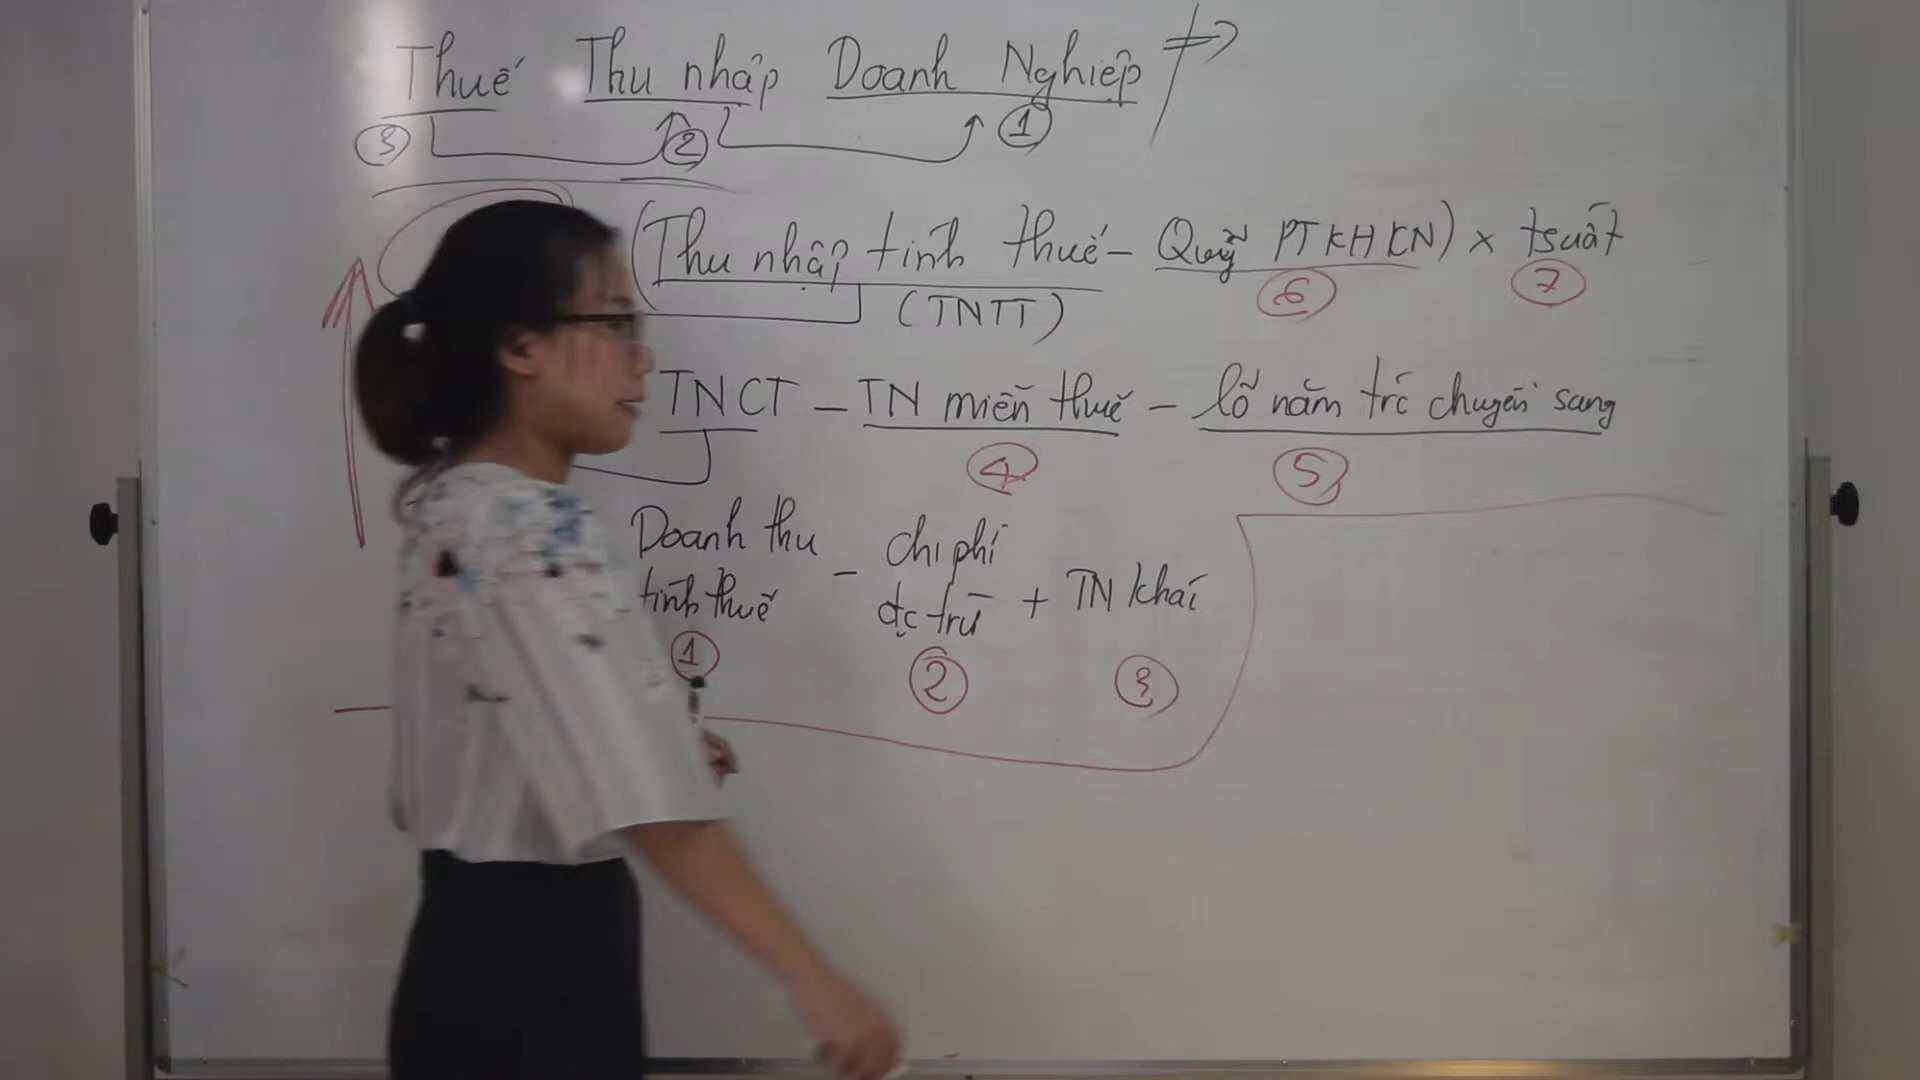 Thuế Thu nhập Doanh Nghiệp
3 2 1
(Thu nhập tính thuế - Quỹ PTKHCN) x tsuất
(TNTT) 6 7
TNCT - TN miễn thuế - lỗ năm trc chuyển sang
4 5
Doanh thu tính thuế - chi phí đc trừ + TN khác
1 2 3